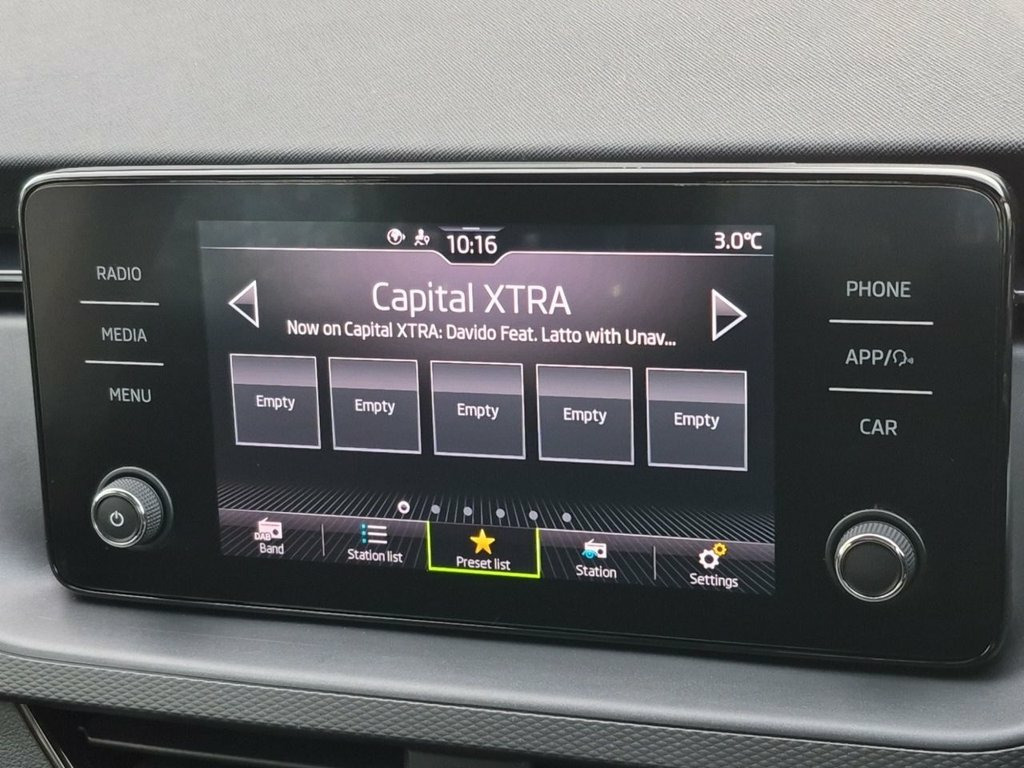 10:16
3.0°C
RADIO
MEDIA
MENU
Capital XTRA
Now on Capital XTRA: Davido Feat. Latto with Unav...
Empty Empty Empty Empty Empty
DAB
Band
Station list
Preset list
Station
Settings
PHONE
APP/
CAR